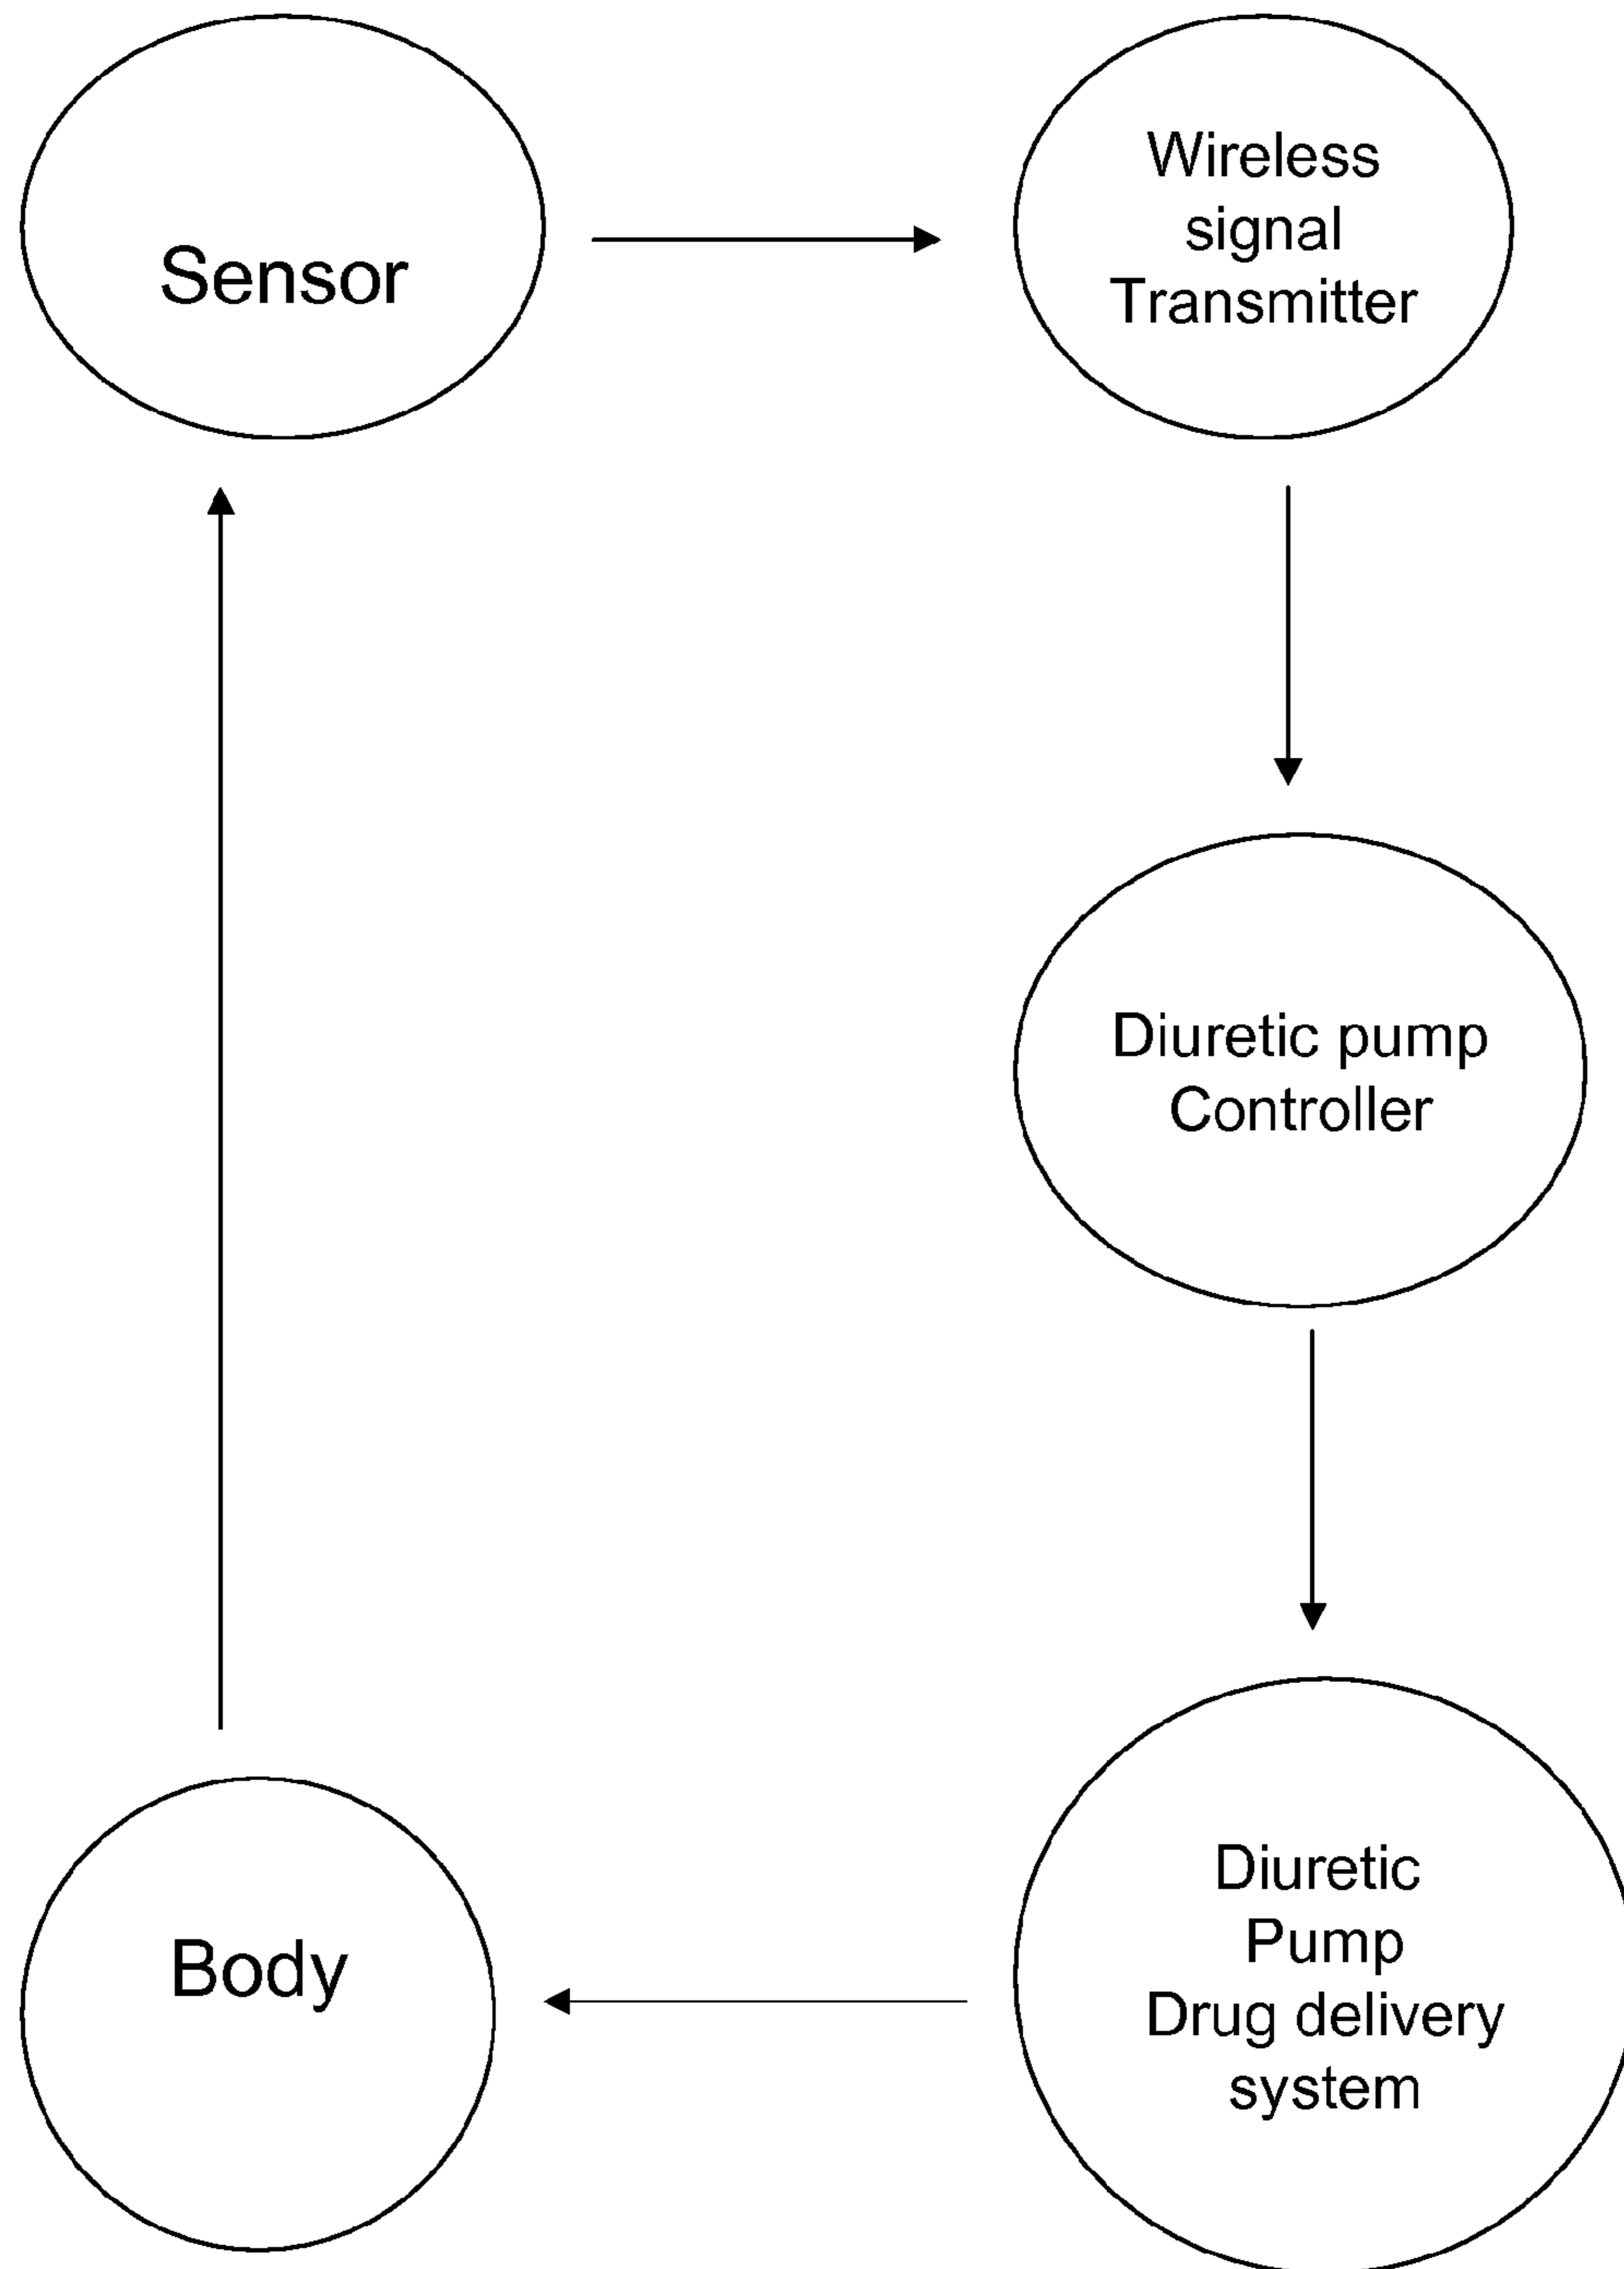 Sensor
Wireless
signal
Transmitter
Diuretic pump
Controller
Diuretic
Pump
Drug delivery
system
Body